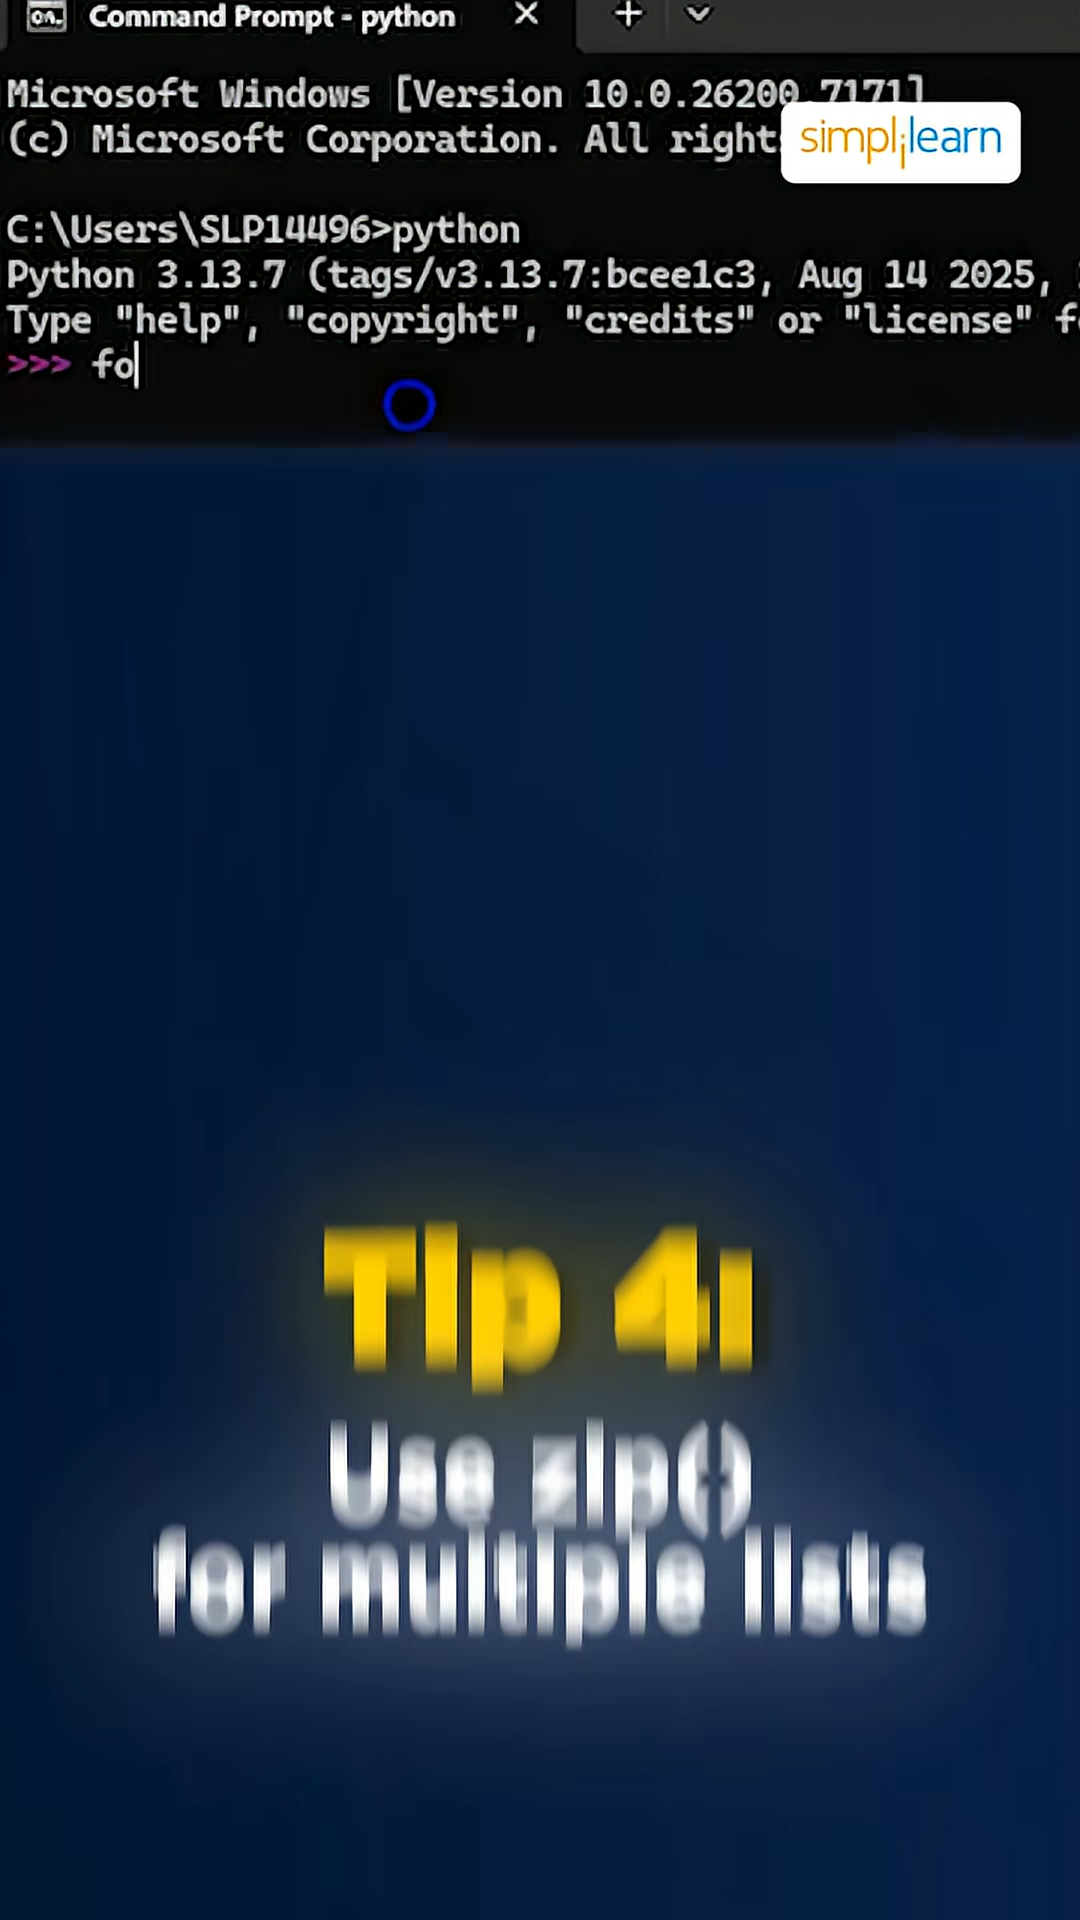 Command Prompt - python
Microsoft Windows [Version 10.0.26200.7171]
(c) Microsoft Corporation. All rights
simplilearn
C:\Users\SLP14496>python
Python 3.13.7 (tags/v3.13.7:bcee1c3, Aug 14 2025,
Type "help", "copyright", "credits" or "license" fo
>>> fo
Tip 4:
Use zip()
for multiple lists